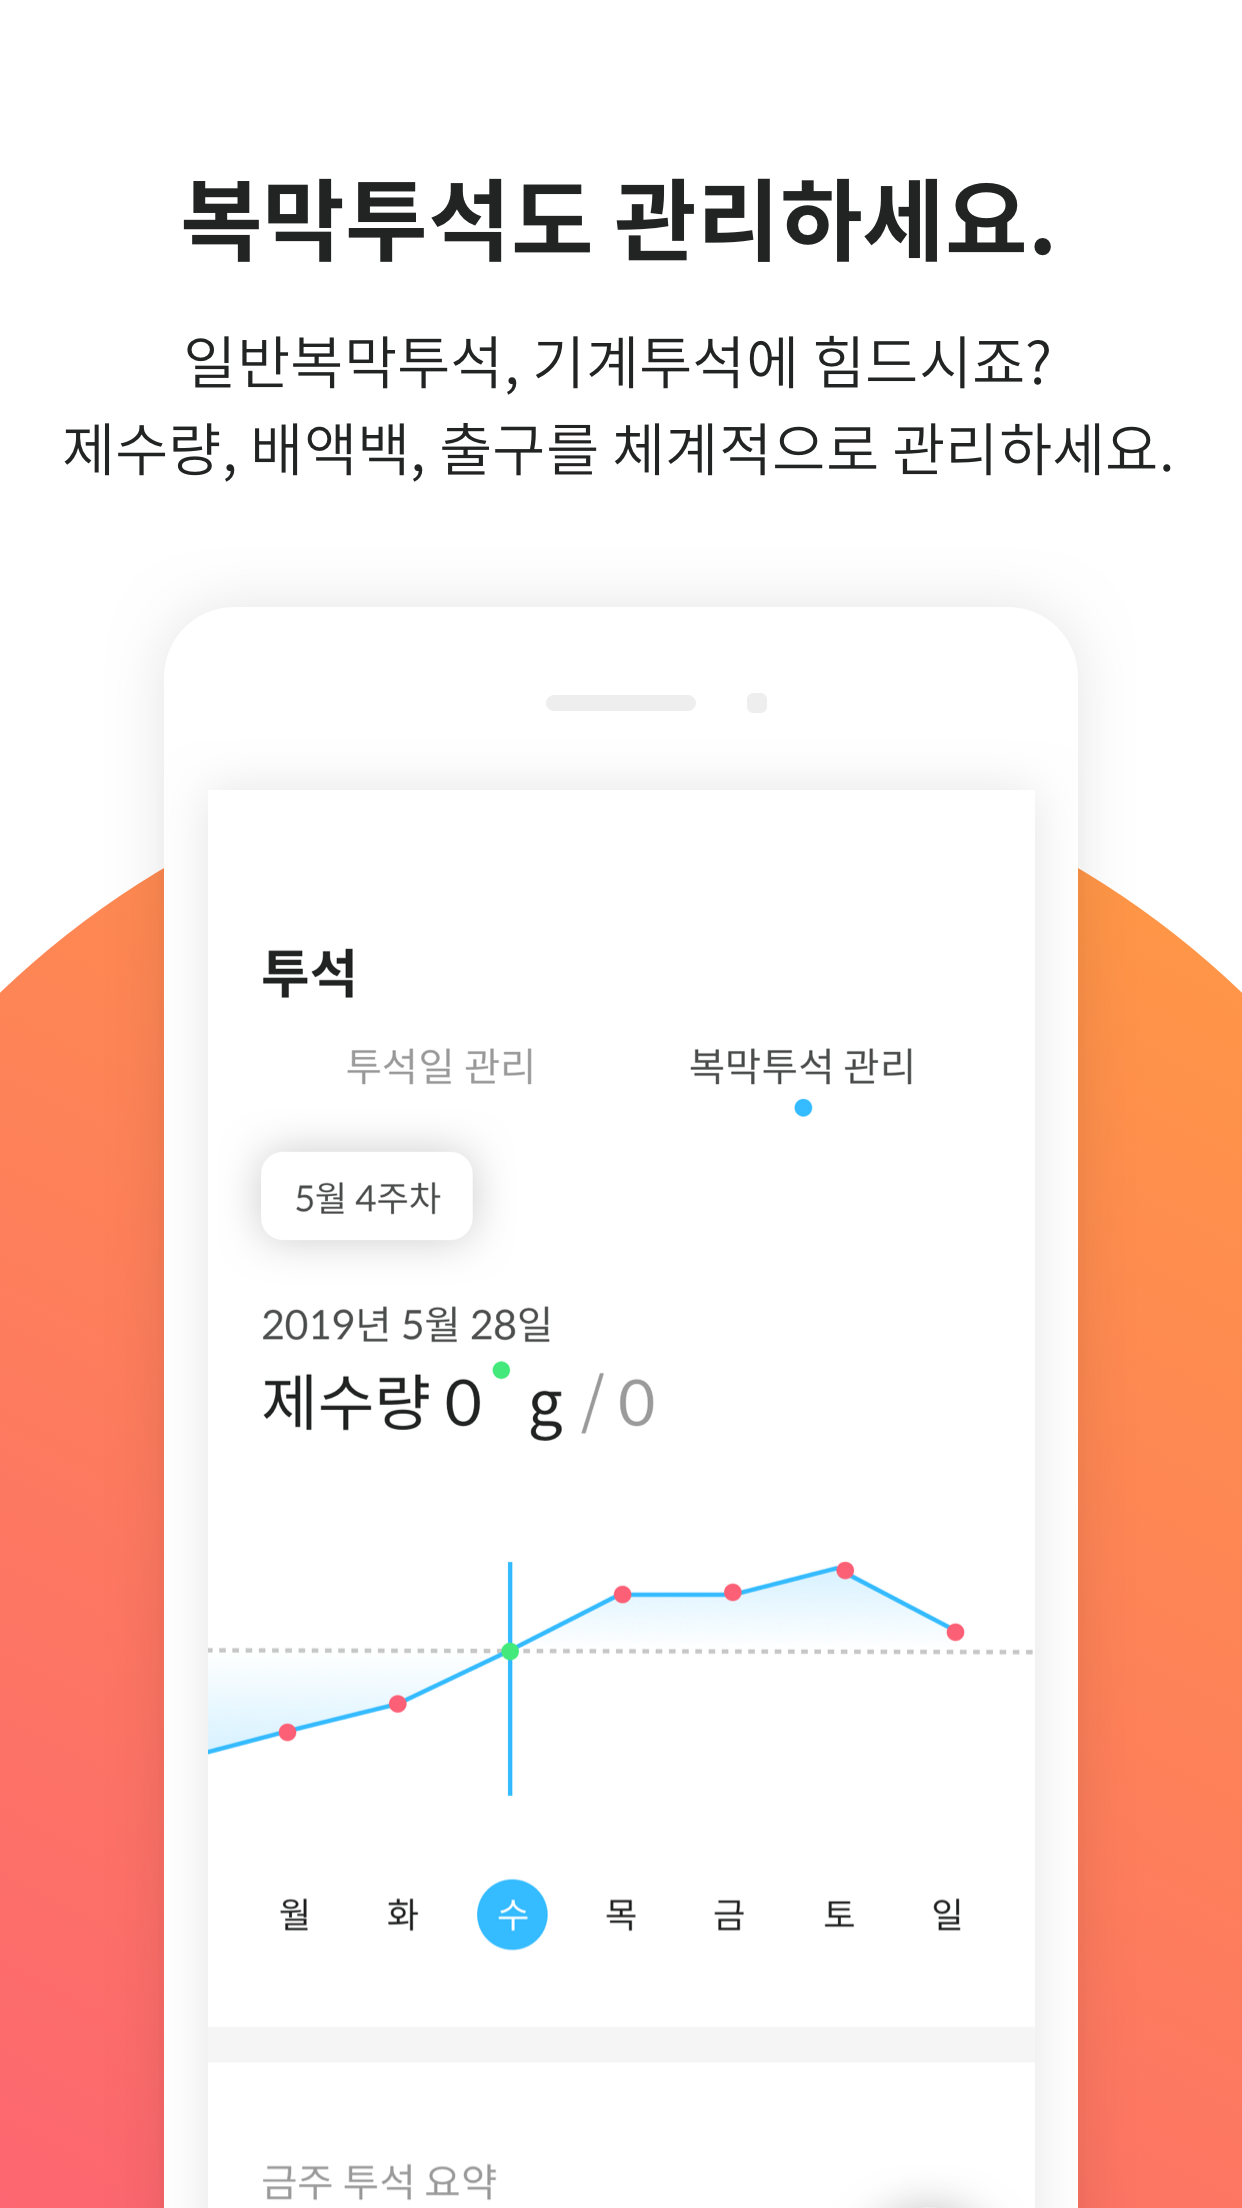 복막투석도 관리하세요.
일반복막투석, 기계투석에 힘드시죠?
제수량, 배액백, 출구를 체계적으로 관리하세요.
투석
투석일 관리 복막투석 관리
5월 4주차
2019년 5월 28일
제수량 0 g / 0
월 화 수 목 금 토 일
금주 투석 요약